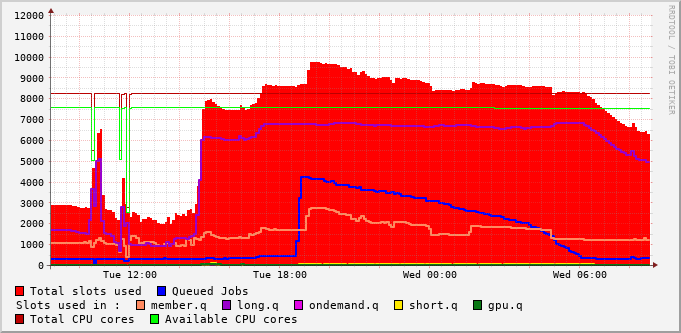 12000
11000
10000
9000
8000
7000
6000
5000
4000
3000
2000
1000
0
Tue 12:00 Tue 18:00 Wed 00:00 Wed 06:00
Total slots used Queued Jobs
Slots used in : member.q long.q ondemand.q short.q gpu.q
Total CPU cores Available CPU cores
RRDTOOL / TOBI OETIKER